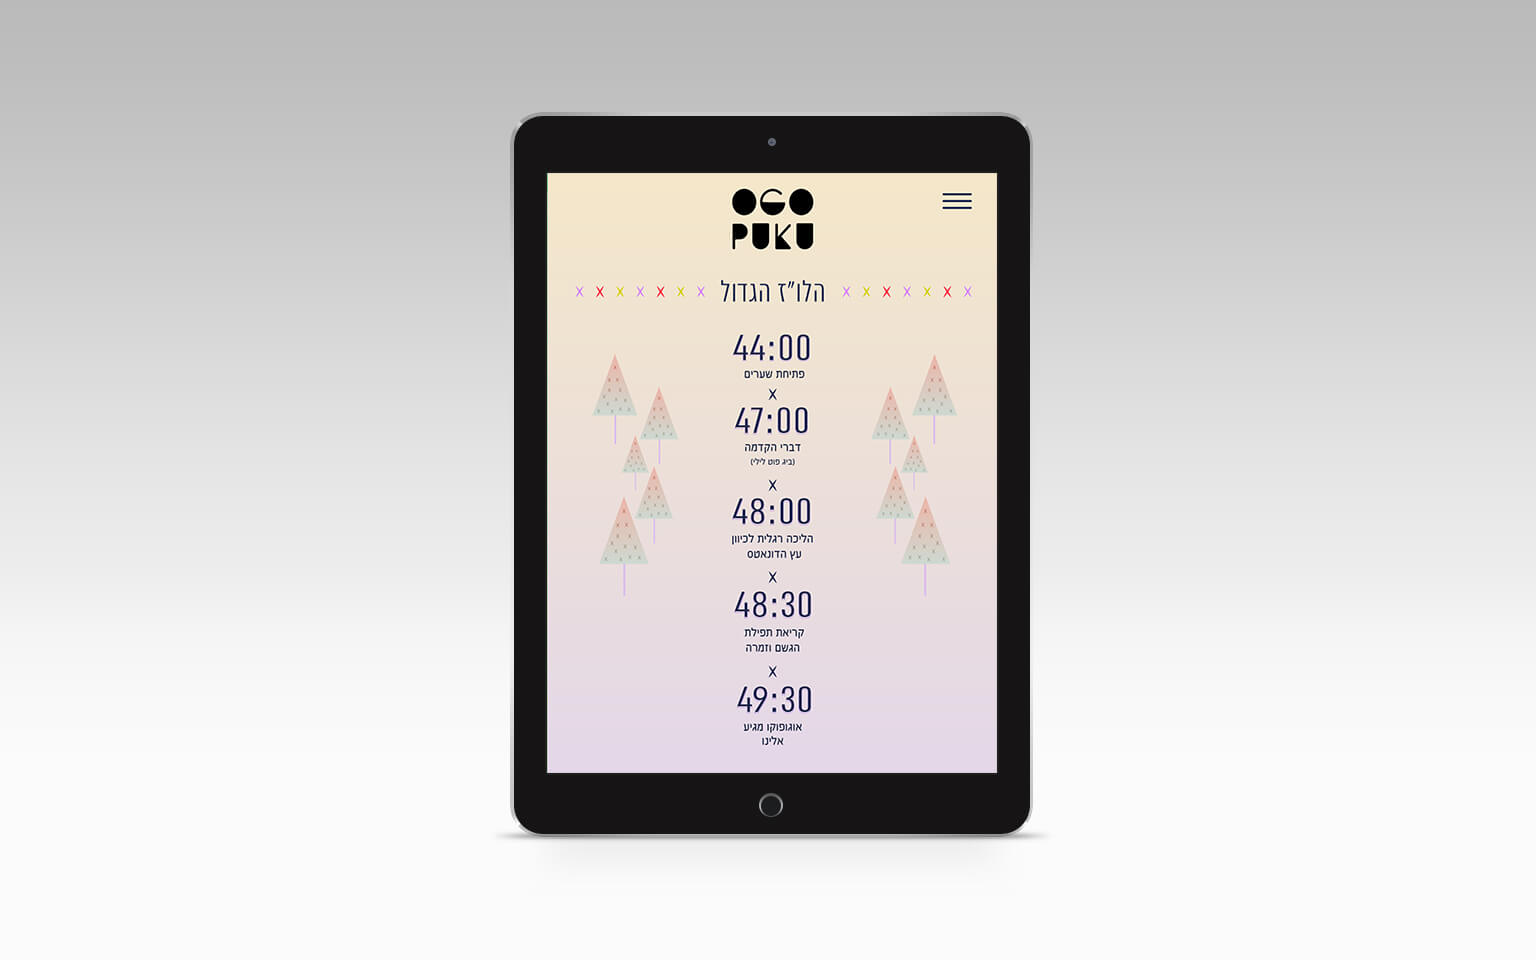 OGO
PUKU
x x x x x x x הלו"ז הגדול x x x x x x x
44:00
פתיחת שערים
x
47:00
דברי הקדמה
(ביג פוט לילי)
x
48:00
הליכה רגלית לכיוון
עץ הדונאטס
x
48:30
קריאת תפילת
הגשם וזמרה
x
49:30
אוגופוקו מגיע
אלינו